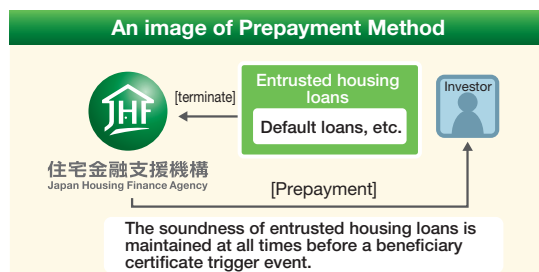 An image of Prepayment Method
Entrusted housing
loans
Default loans, etc.
[terminate]
Investor
JHF
住宅金融支援機構
Japan Housing Finance Agency
[Prepayment]
The soundness of entrusted housing loans is
maintained at all times before a beneficiary
certificate trigger event.